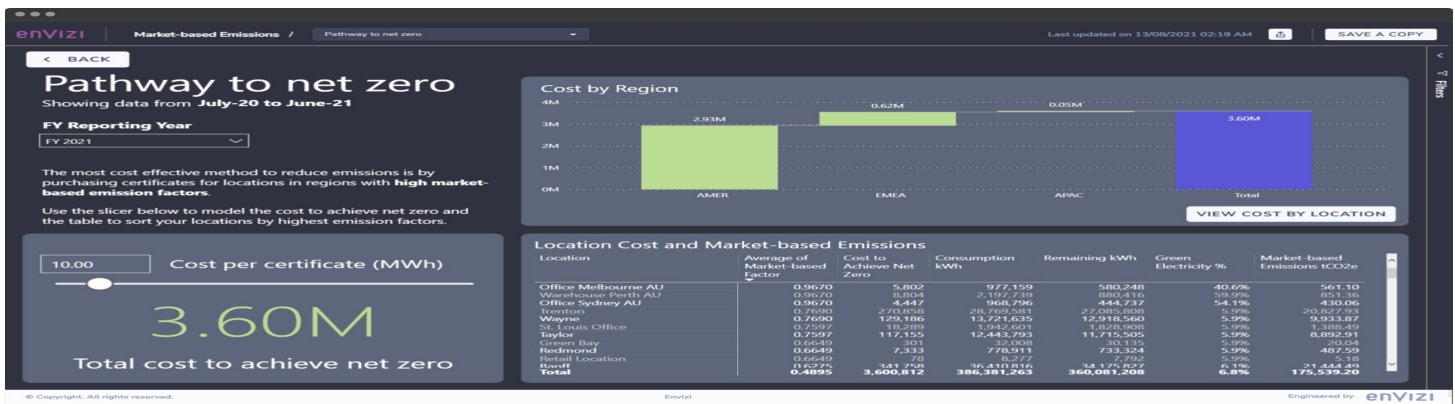 envizi
Market-based Emissions / Pathway to net zero
Last updated on 13/08/2021 02:19 AM
SAVE A COPY
< BACK
Filters
Pathway to net zero
Showing data from July-20 to June-21
FY Reporting Year
FY 2021
The most cost effective method to reduce emissions is by
purchasing certificates for locations in regions with high market-
based emission factors.
Use the slicer below to model the cost to achieve net zero and
the table to sort your locations by highest emission factors.
10.00 Cost per certificate (MWh)
3.60M
Total cost to achieve net zero
Cost by Region
4M
3M
2M
1M
0M
2.93M
0.62M
0.05M
3.60M
AMER EMEA APAC Total
VIEW COST BY LOCATION
Location Cost and Market-based Emissions
Location Average of Market-based Factor Cost to Achieve Net Zero Consumption kWh Remaining kWh Green Electricity % Market-based Emissions tCO2e
Office Melbourne AU 0.9670 5,802 977,159 580,248 40.6% 561.10
Warehouse Perth AU 0.9670 8,804 2,197,739 880,416 59.9% 851.36
Office Sydney AU 0.9670 4,447 968,796 444,737 54.1% 430.06
Trenton 0.7690 270,858 28,769,581 27,085,808 5.9% 20,827.93
Wayne 0.7690 129,186 13,721,635 12,918,560 5.9% 9,933.87
St. Louis Office 0.7597 18,289 1,942,601 1,828,908 5.9% 1,388.49
Taylor 0.7597 117,155 12,443,793 11,715,505 5.9% 8,892.91
Green Bay 0.6649 301 32,008 30,135 5.9% 20.04
Redmond 0.6649 7,333 778,911 733,324 5.9% 487.59
Retail Location 0.6649 78 8,277 7,792 5.9% 5.18
Banff 0.6275 341,758 36,410,816 34,175,827 6.1% 21,444.49
Total 0.4895 3,600,812 386,381,263 360,081,208 6.8% 175,539.20
© Copyright. All rights reserved.
Envizi
Engineered by envizi